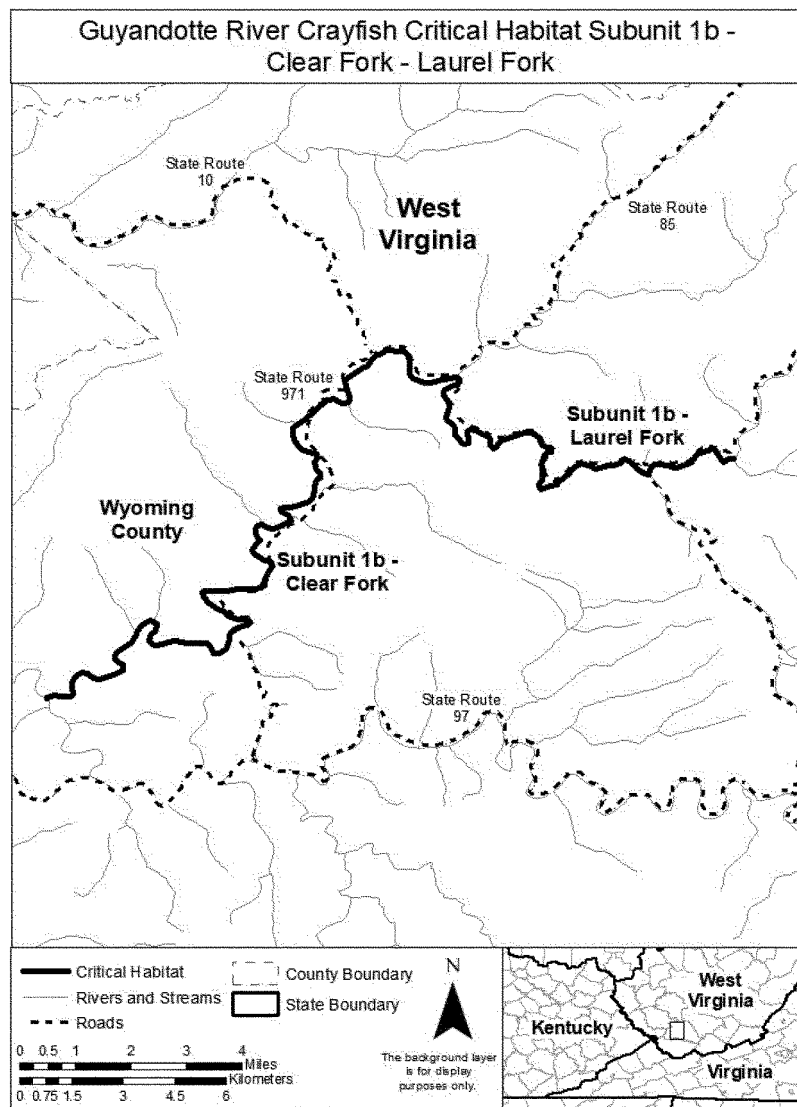 Guyandotte River Crayfish Critical Habitat Subunit 1b -
Clear Fork - Laurel Fork
State Route
10
West
Virginia
State Route
85
State Route
971
Subunit 1b -
Laurel Fork
Wyoming
County
Subunit 1b -
Clear Fork
State Route
97
Critical Habitat
Rivers and Streams
Roads
County Boundary
State Boundary
N
The background layer
is for display
purposes only.
0 0.5 1 2 3 4
Miles
Kilometers
0 0.75 1.5 3 4.5 6
West
Virginia
Kentucky
Virginia